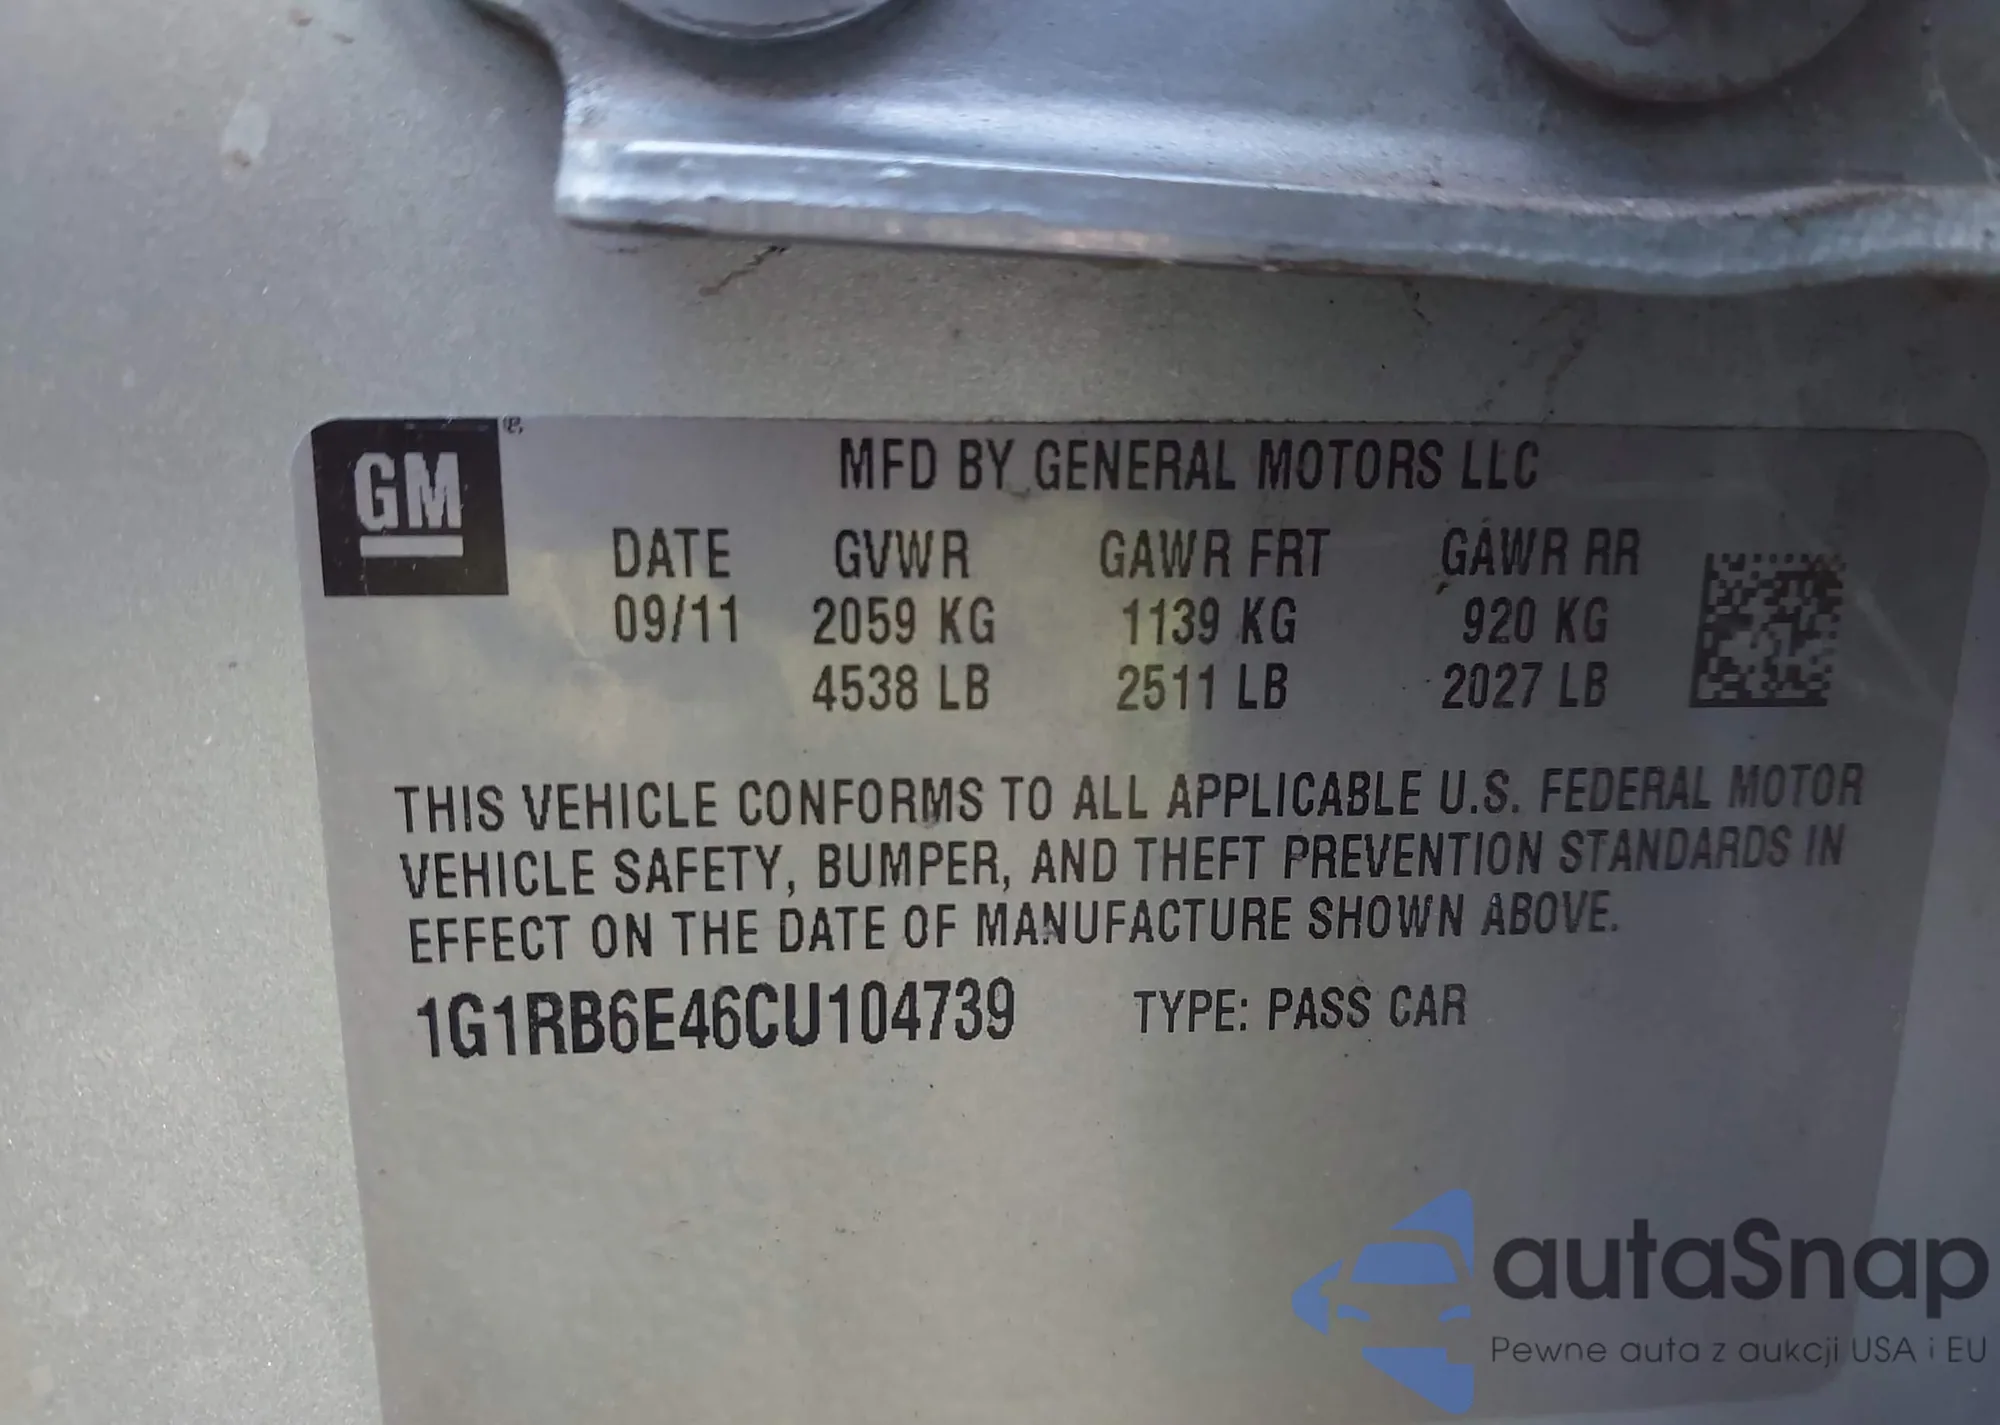 GM
MFD BY GENERAL MOTORS LLC
DATE GVWR GAWR FRT GAWR RR
09/11 2059 KG 1139 KG 920 KG
4538 LB 2511 LB 2027 LB
THIS VEHICLE CONFORMS TO ALL APPLICABLE U.S. FEDERAL MOTOR
VEHICLE SAFETY, BUMPER, AND THEFT PREVENTION STANDARDS IN
EFFECT ON THE DATE OF MANUFACTURE SHOWN ABOVE.
1G1RB6E46CU104739 TYPE: PASS CAR
autaSnap
Pewne auta z aukcji USA i EU